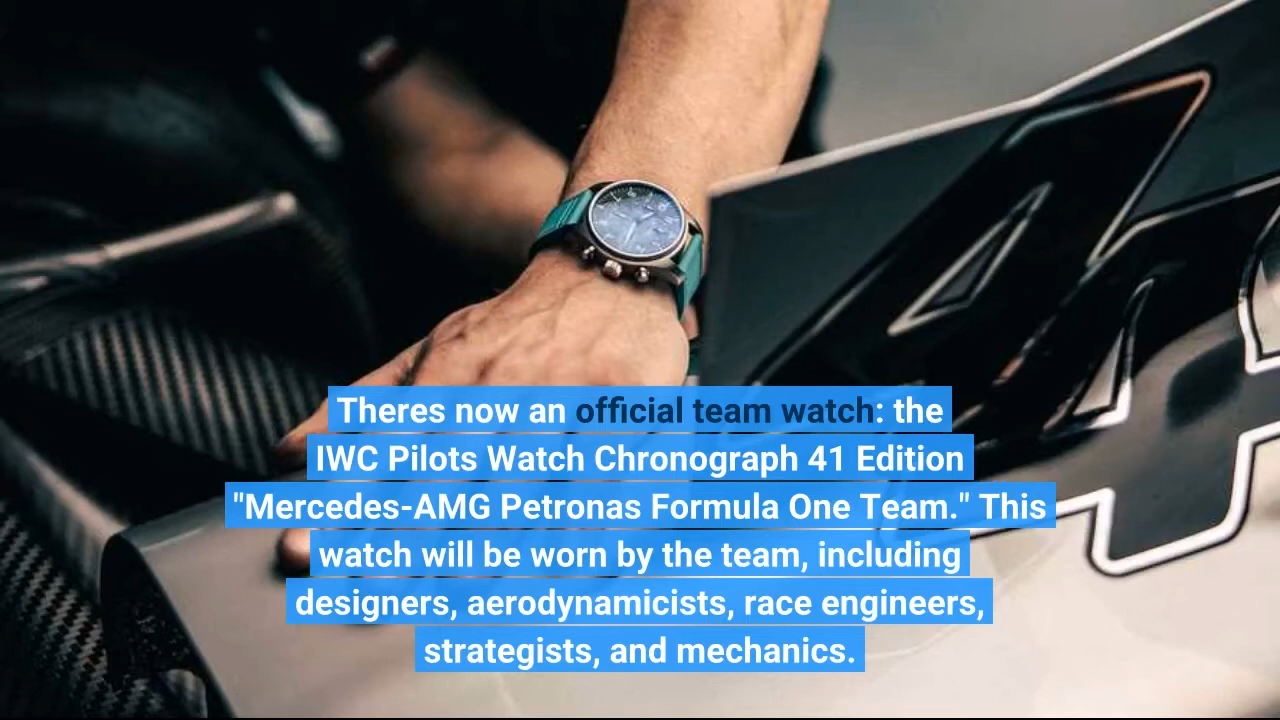 Theres now an official team watch: the
IWC Pilots Watch Chronograph 41 Edition
"Mercedes-AMG Petronas Formula One Team." This
watch will be worn by the team, including
designers, aerodynamicists, race engineers,
strategists, and mechanics.